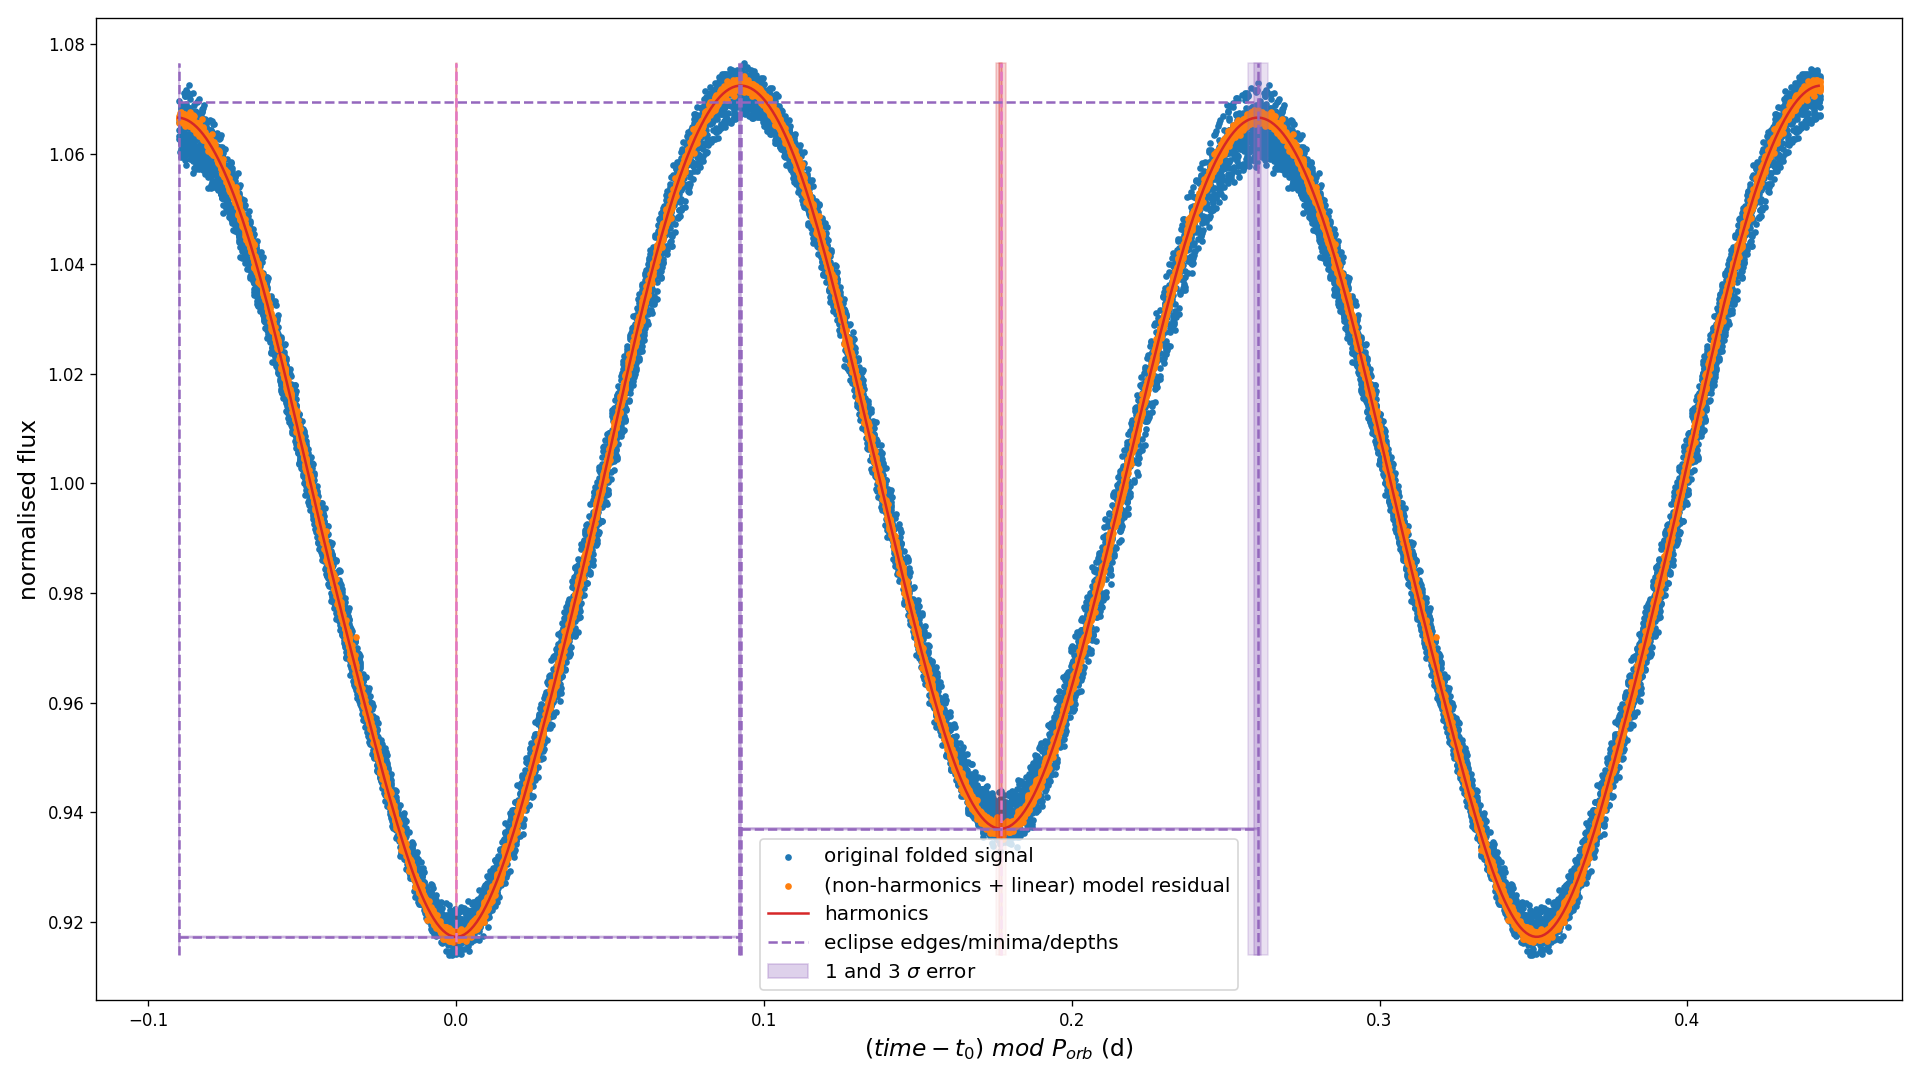 normalised flux
1.08
1.06
1.04
1.02
1.00
0.98
0.96
0.94
0.92
original folded signal
(non-harmonics + linear) model residual
harmonics
eclipse edges/minima/depths
1 and 3 σ error
−0.1 0.0 0.1 0.2 0.3 0.4
(time − t₀) mod Pₒᵣb (d)